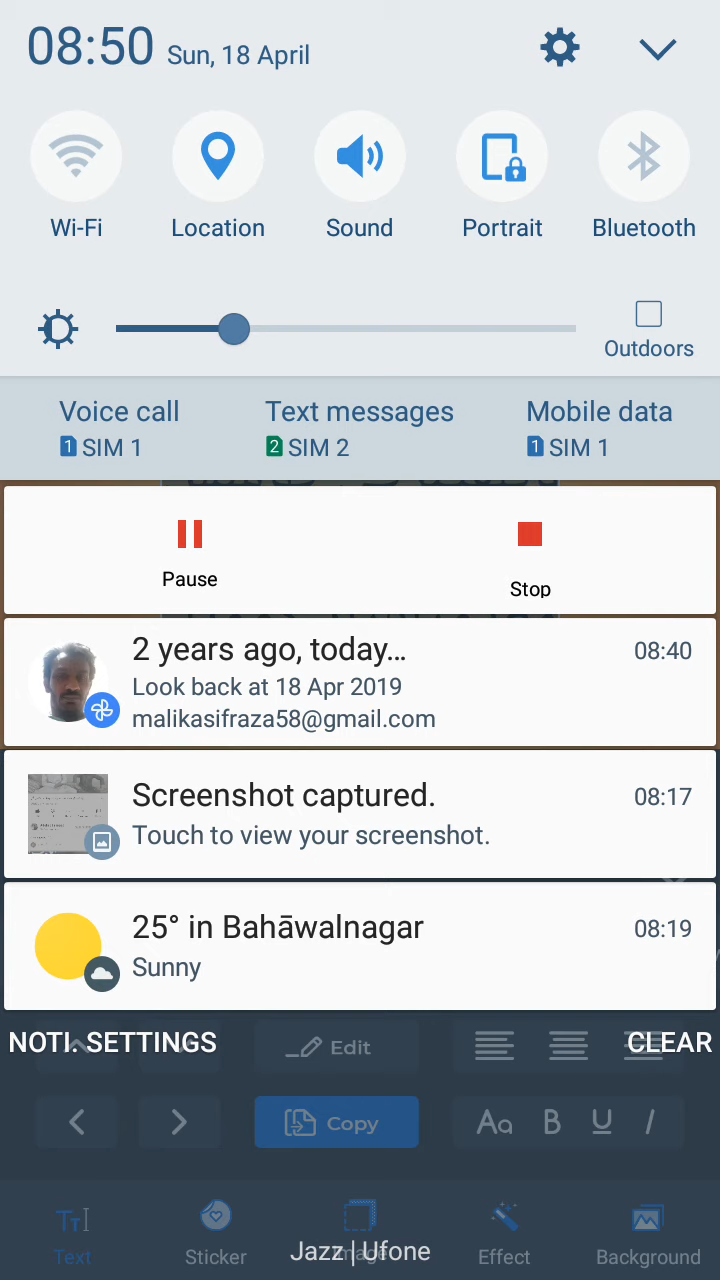 08:50 Sun, 18 April
Wi-Fi Location Sound Portrait Bluetooth
Outdoors
Voice call Text messages Mobile data
1 SIM 1 2 SIM 2 1 SIM 1
Pause Stop
2 years ago, today... 08:40
Look back at 18 Apr 2019
malikasifraza58@gmail.com
Screenshot captured. 08:17
Touch to view your screenshot.
25° in Bahāwalnagar 08:19
Sunny
NOTI. SETTINGS Edit CLEAR
Copy Aa B U I
Text Sticker Image Effect Background
Jazz | Ufone